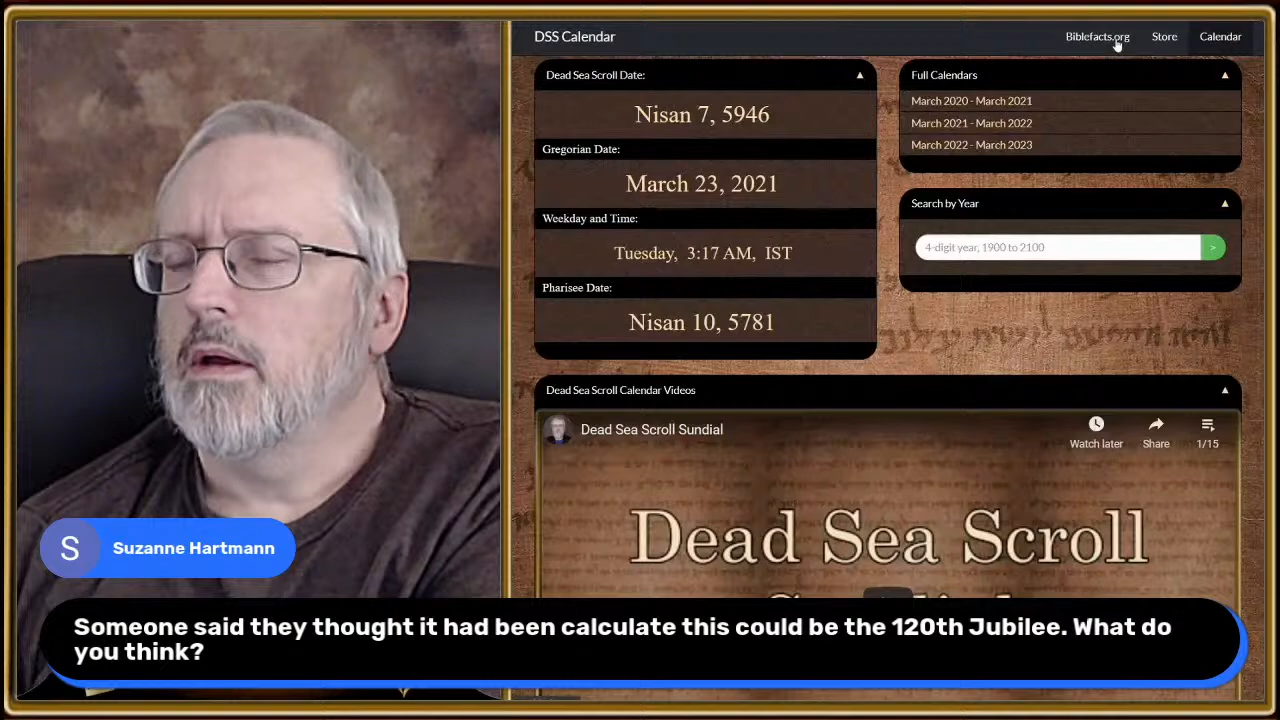 DSS Calendar
Biblefacts.org Store Calendar
Dead Sea Scroll Date:
Nisan 7, 5946
Gregorian Date:
March 23, 2021
Weekday and Time:
Tuesday, 3:17 AM, IST
Pharisee Date:
Nisan 10, 5781
Full Calendars
March 2020 - March 2021
March 2021 - March 2022
March 2022 - March 2023
Search by Year
4-digit year, 1900 to 2100
>
Dead Sea Scroll Calendar Videos
Dead Sea Scroll Sundial
Watch later
Share
1/15
Dead Sea Scroll
S
Suzanne Hartmann
Someone said they thought it had been calculate this could be the 120th Jubilee. What do
you think?